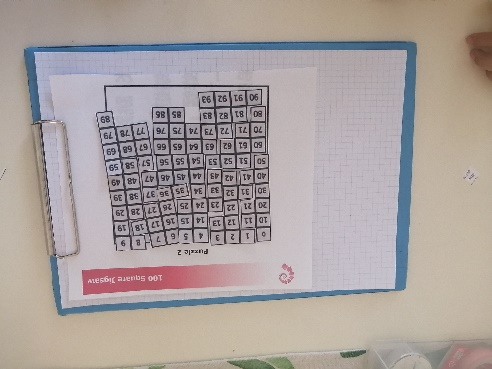 100 Square Jigsaw
Puzzle 2
0 1 2 3 4 5 6 7 8 9
10 11 12 13 14 15 16 17 18 19
20 21 22 23 24 25 26 27 28 29
30 31 32 33 34 35 36 37 38 39
40 41 42 43 44 45 46 47 48 49
50 51 52 53 54 55 56 57 58 59
60 61 62 63 64 65 66 67 68 69
70 71 72 73 74 75 76 77 78 79
80 81 82 83 85 86 89
90 91 92 93